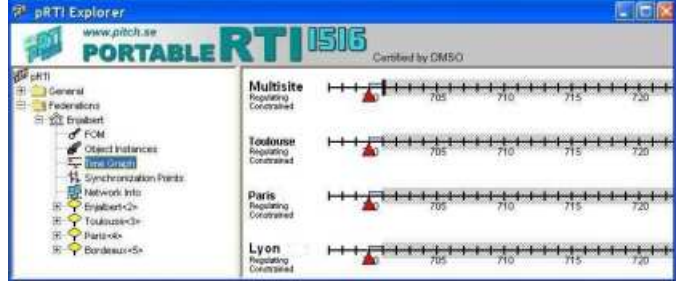 pRTI Explorer
www.pitch.se
PORTABLE RTI 1516
Certified by DMSO
pRTI
General
Federations
Enjalbert
FOM
Object Instances
Time Graph
Synchronization Points
Network Info
Enjalbert<2>
Toulouse<3>
Paris<4>
Bordeaux<5>
Multisite
Regulating
Constrained
705 710 715 720
Toulouse
Regulating
Constrained
705 710 715 720
Paris
Regulating
Constrained
705 710 715 720
Lyon
Regulating
Constrained
705 710 715 720